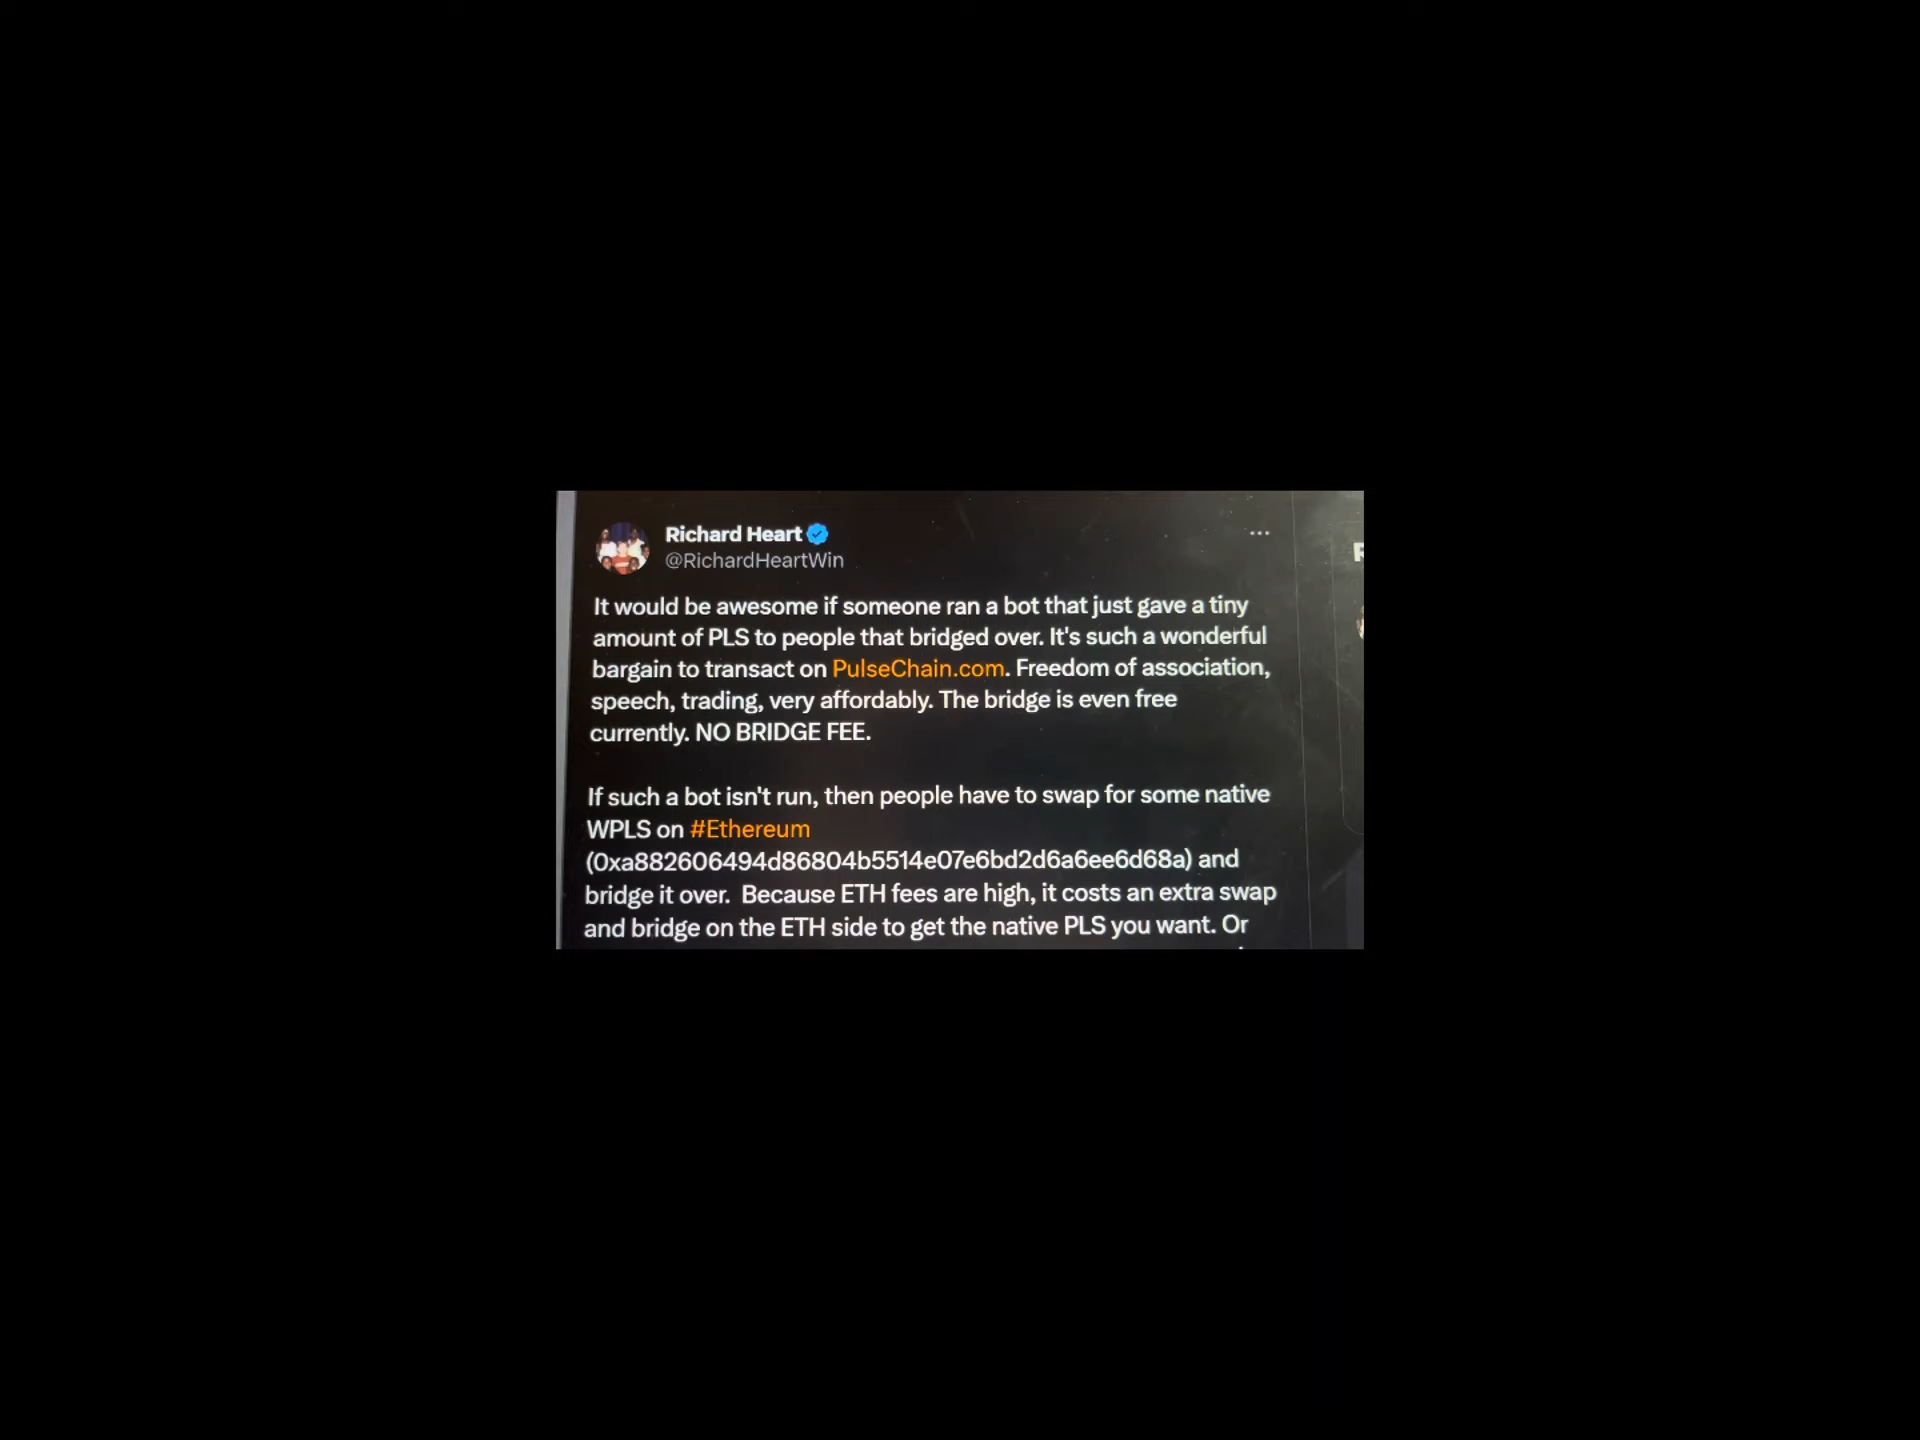 Richard Heart
@RichardHeartWin
It would be awesome if someone ran a bot that just gave a tiny
amount of PLS to people that bridged over. It's such a wonderful
bargain to transact on PulseChain.com. Freedom of association,
speech, trading, very affordably. The bridge is even free
currently. NO BRIDGE FEE.
If such a bot isn't run, then people have to swap for some native
WPLS on #Ethereum
(0xa882606494d86804b5514e07e6bd2d6a6ee6d68a) and
bridge it over.  Because ETH fees are high, it costs an extra swap
and bridge on the ETH side to get the native PLS you want. Or